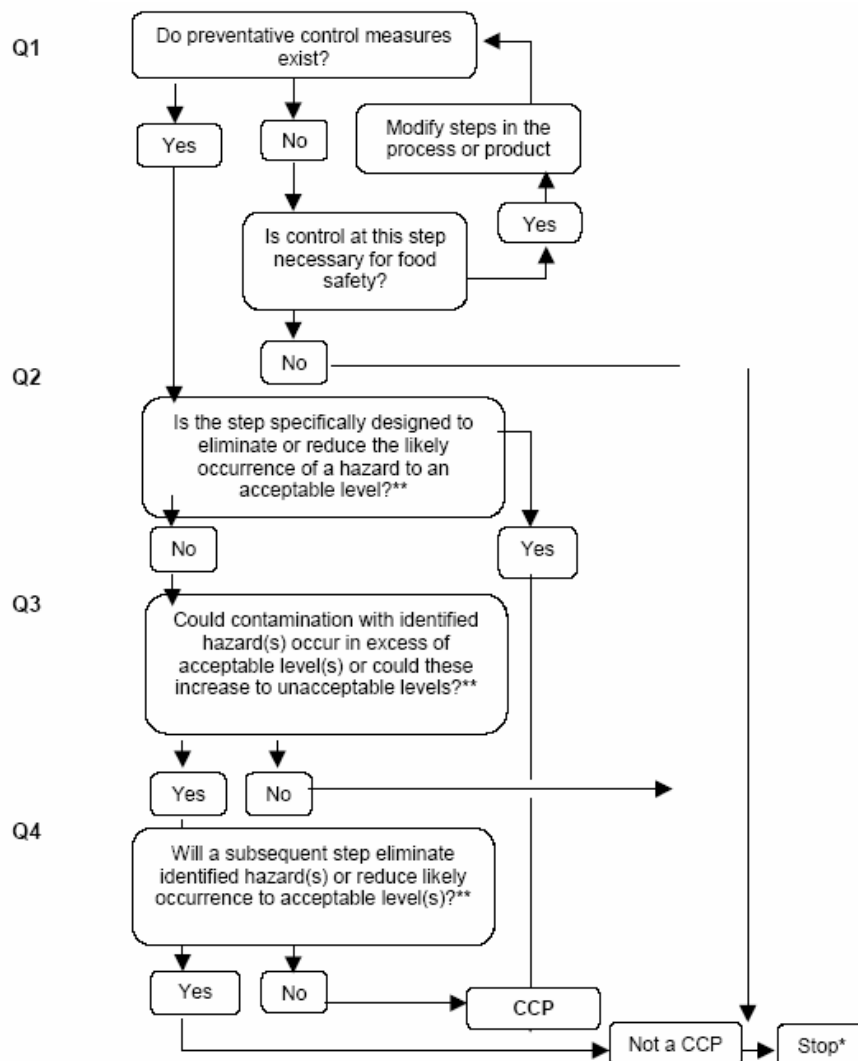 Q1
Do preventative control measures
exist?
Yes
No
Modify steps in the
process or product
Is control at this step
necessary for food
safety?
Yes
No
Q2
Is the step specifically designed to
eliminate or reduce the likely
occurrence of a hazard to an
acceptable level?**
No
Yes
Q3
Could contamination with identified
hazard(s) occur in excess of
acceptable level(s) or could these
increase to unacceptable levels?**
Yes
No
Q4
Will a subsequent step eliminate
identified hazard(s) or reduce likely
occurrence to acceptable level(s)?**
Yes
No
CCP
Not a CCP
Stop*